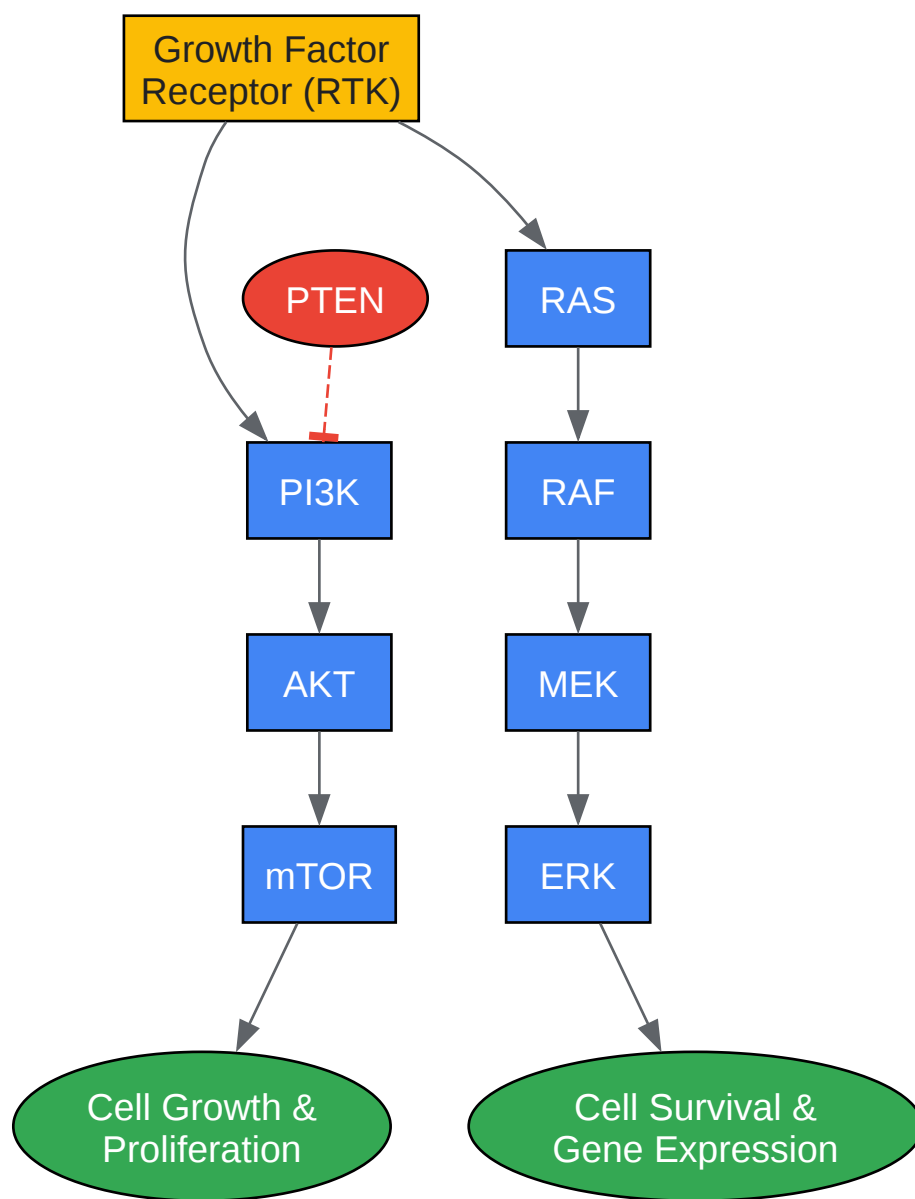 Growth Factor
Receptor (RTK)
PTEN
RAS
PI3K
RAF
AKT
MEK
mTOR
ERK
Cell Growth &
Proliferation
Cell Survival &
Gene Expression